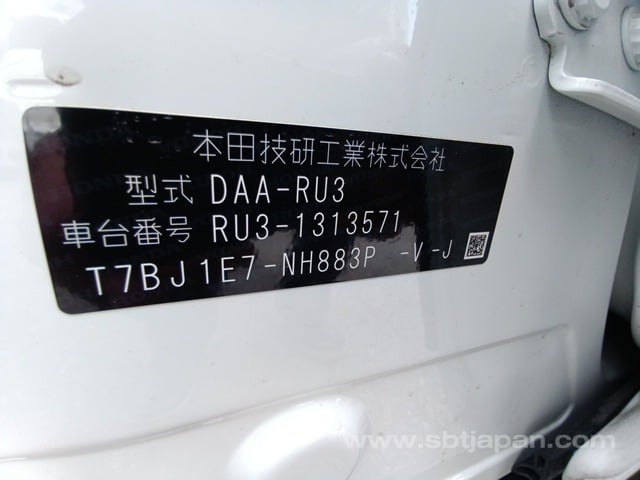 本田技研工業株式会社
型式 DAA-RU3
車台番号 RU3-1313571
T7BJ1E7-NH883P -V-J
www.sbtjapan.com